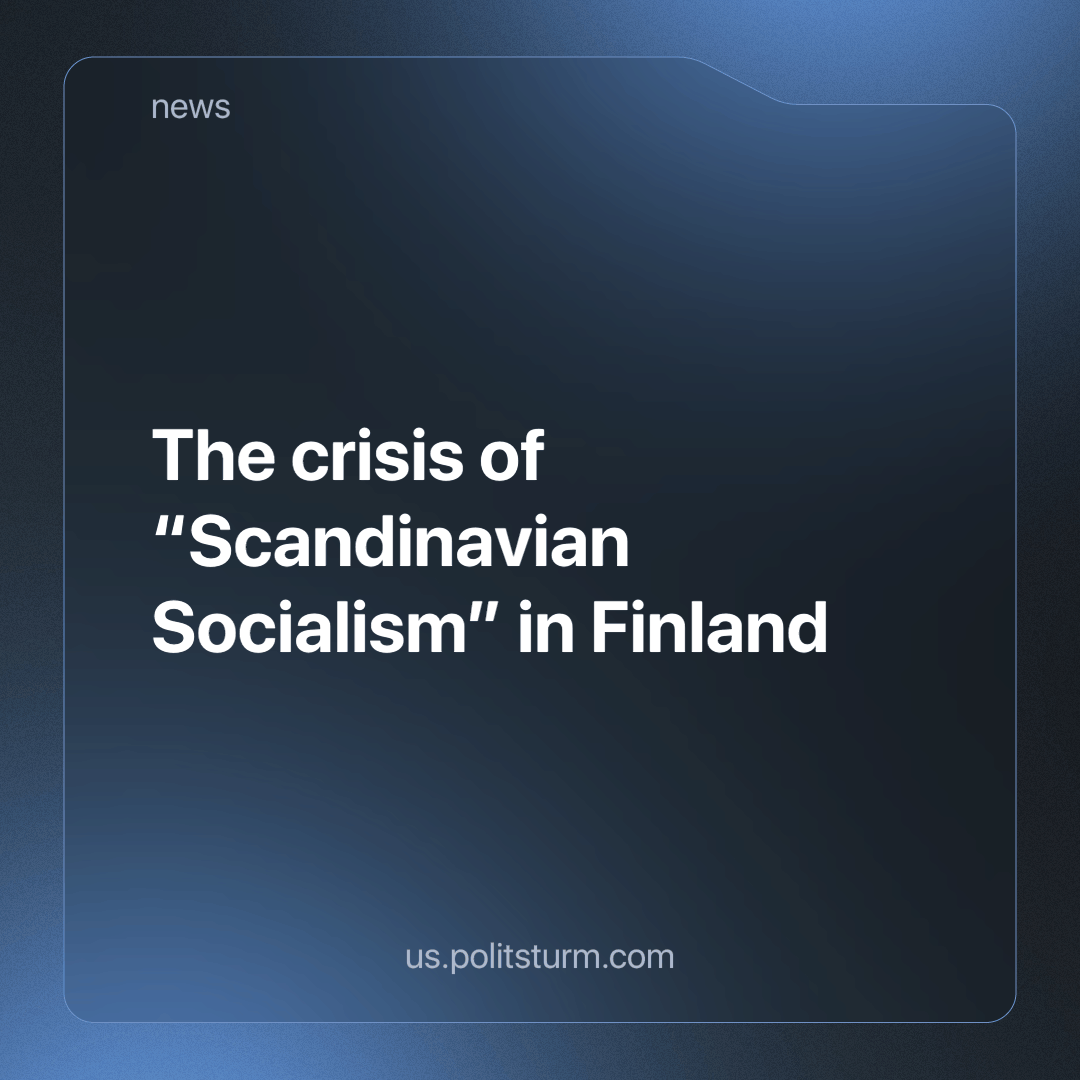 news
The crisis of
“Scandinavian
Socialism” in Finland
us.politsturm.com